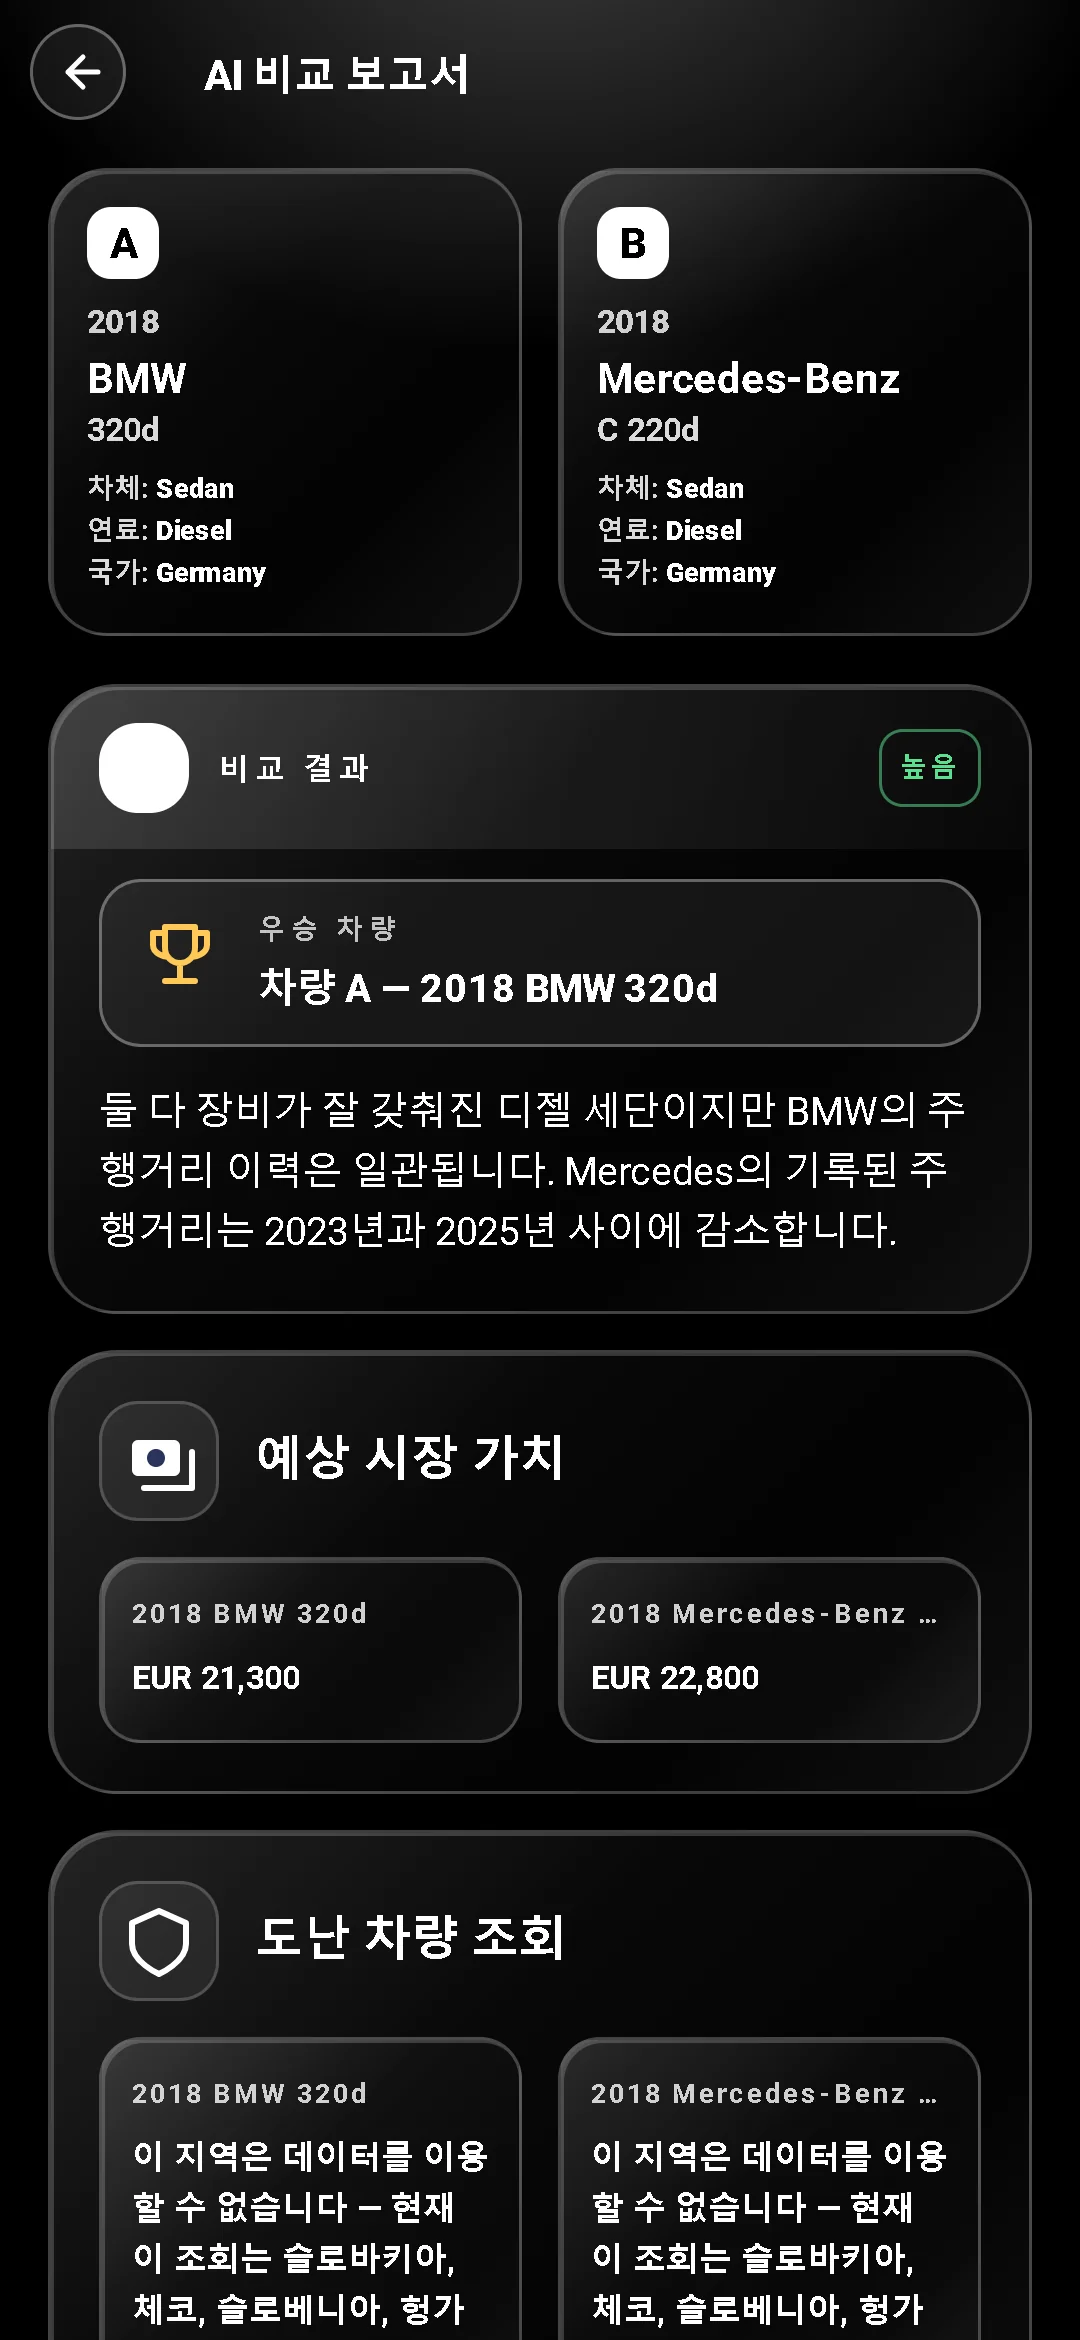 AI 비교 보고서
A
2018
BMW
320d
차체: Sedan
연료: Diesel
국가: Germany
B
2018
Mercedes-Benz
C 220d
차체: Sedan
연료: Diesel
국가: Germany
비교 결과
높음
우승 차량
차량 A – 2018 BMW 320d
둘 다 장비가 잘 갖춰진 디젤 세단이지만 BMW의 주
행거리 이력은 일관됩니다. Mercedes의 기록된 주
행거리는 2023년과 2025년 사이에 감소합니다.
예상 시장 가치
2018 BMW 320d
EUR 21,300
2018 Mercedes-Benz ...
EUR 22,800
도난 차량 조회
2018 BMW 320d
이 지역은 데이터를 이용
할 수 없습니다 – 현재
이 조회는 슬로바키아,
체코, 슬로베니아, 헝가
2018 Mercedes-Benz ...
이 지역은 데이터를 이용
할 수 없습니다 – 현재
이 조회는 슬로바키아,
체코, 슬로베니아, 헝가